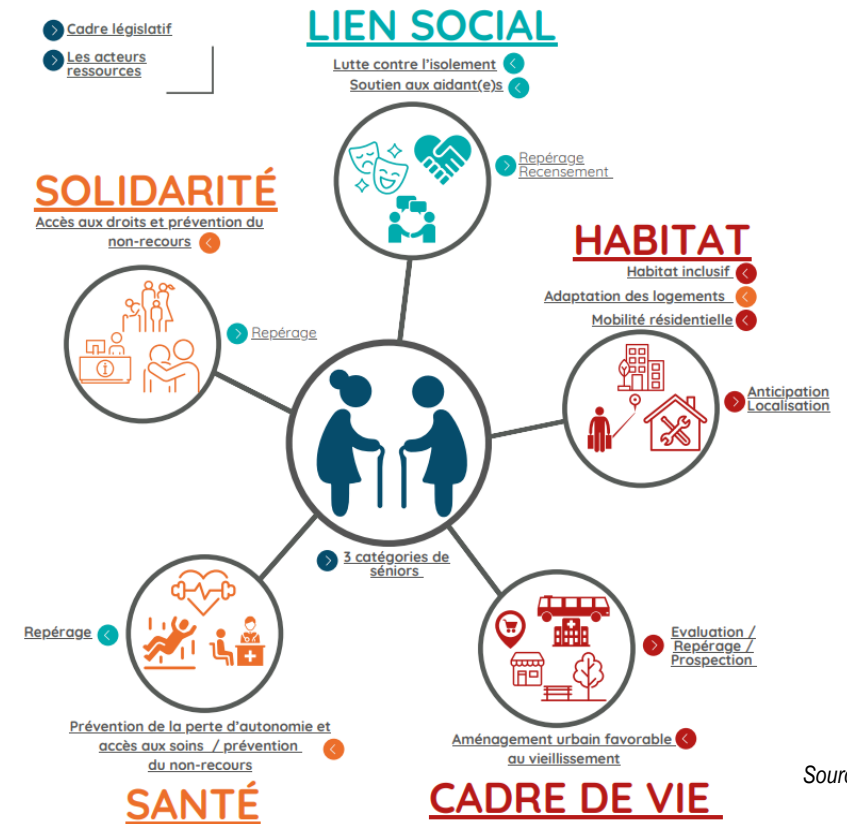 Cadre législatif
Les acteurs
ressources
LIEN SOCIAL
Lutte contre l'isolement
Soutien aux aidant(e)s
Repérage
Recensement
SOLIDARITÉ
Accès aux droits et prévention du
non-recours
Repérage
HABITAT
Habitat inclusif
Adaptation des logements
Mobilité résidentielle
Anticipation
Localisation
3 catégories de
séniors
Repérage
Prévention de la perte d'autonomie et
accès aux soins / prévention
du non-recours
SANTÉ
Evaluation /
Repérage /
Prospection
Aménagement urbain favorable
au vieillissement
CADRE DE VIE